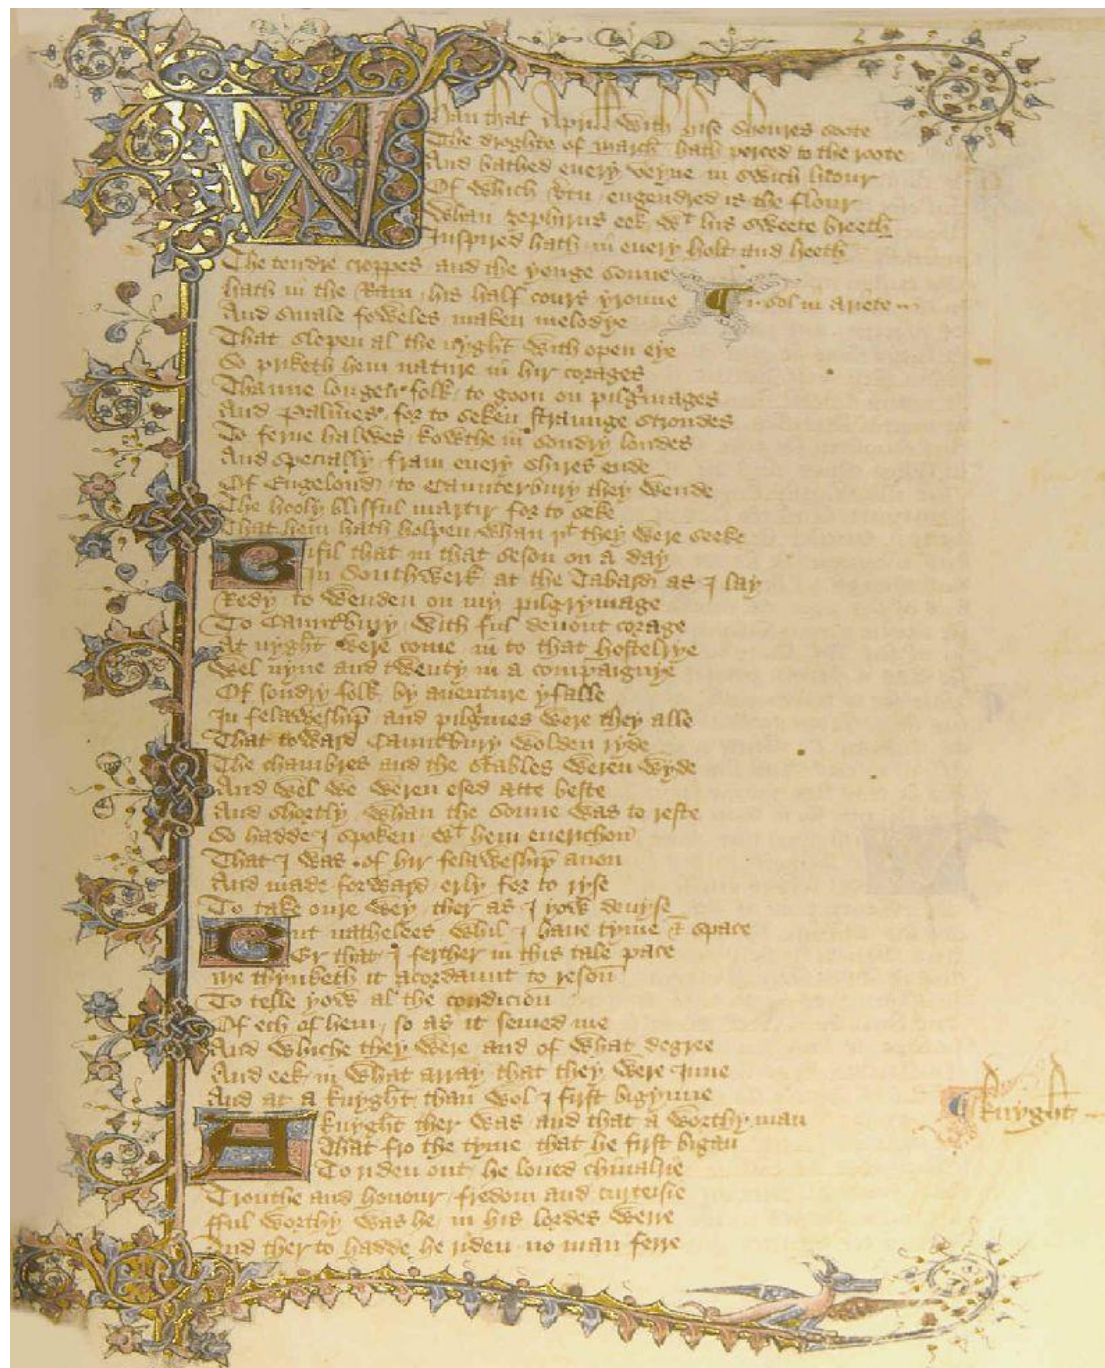 Whan that Aprill with hise shoures soote
The droghte of march hath perced to the roote
And bathed euery veyne in swich licour
Of which vtu engendred is the flour
Whan zephirus eek wt his sweete breeth
Inspired hath in euery holt and heeth
The tendre croppes and the yonge sonne
hath in the Ram his half cours yronne
¶ i. sol in ariete
And smale foweles maken melodye
That slepen al the nyght with open eye
So priketh hem nature in hir corages
Thanne longen folk to goon on pilgrimages
And Palmeres for to seken straunge strondes
To ferne halwes kowthe in sondry londes
And specially fram euery shires ende
Of Engelond to Caunterbury they wende
The hooly blisful martir for to seke
That hem hath holpen whan yt they were seeke
Bifil that in that seson on a day
In Southwerk at the Tabard as I lay
Redy to wenden on my pilgrymage
To Caunterbury with ful deuout corage
At nyght were come in to that hostelrye
Wel nyne and twenty in a compaignye
Of sondry folk by auenture yfalle
In felaweship and pilgrimes were they alle
That toward Caunterbury wolden ryde
The chambres and the stables weren wyde
And wel we weren esed atte beste
And shortly whan the sonne was to reste
So hadde I spoken wt hem euerichon
That I was of hir felaweship anon
And made forward erly for to ryse
To take oure wey ther as I yow deuyse
But nathelees whil I haue tyme & space
Er that I ferther in this tale pace
Me thynketh it acordaunt to reson
To telle yow al the condicion
Of ech of hem so as it semed me
And whiche they were and of what degree
And eek in what array that they were Inne
And at a knyght than wol I first bigynne
A knyght ther was and that a worthy man
¶ knyght
That fro the tyme that he first bigan
To riden out he loued chiualrie
Trouthe and honour fredom and curteisie
fful worthy was he in his lordes werre
And ther to hadde he riden no man ferre